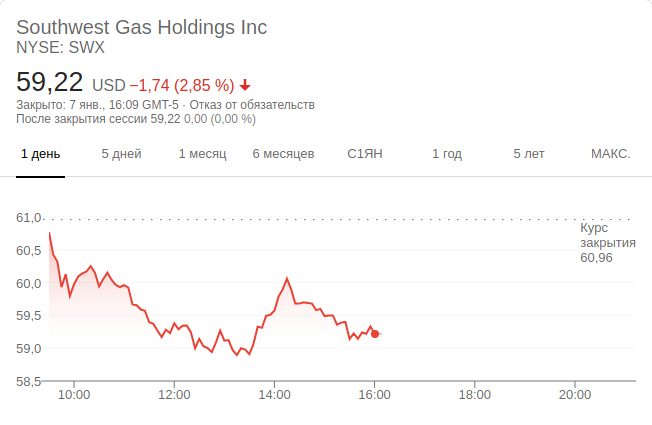 Southwest Gas Holdings Inc
NYSE: SWX
59,22 USD −1,74 (2,85 %)
Закрыто: 7 янв., 16:09 GMT-5 · Отказ от обязательств
После закрытия сессии 59,22 0,00 (0,00 %)
1 день 5 дней 1 месяц 6 месяцев С1ЯН 1 год 5 лет МАКС.
61,0
Курс
закрытия
60,96
60,5
60,0
59,5
59,0
58,5
10:00 12:00 14:00 16:00 18:00 20:00